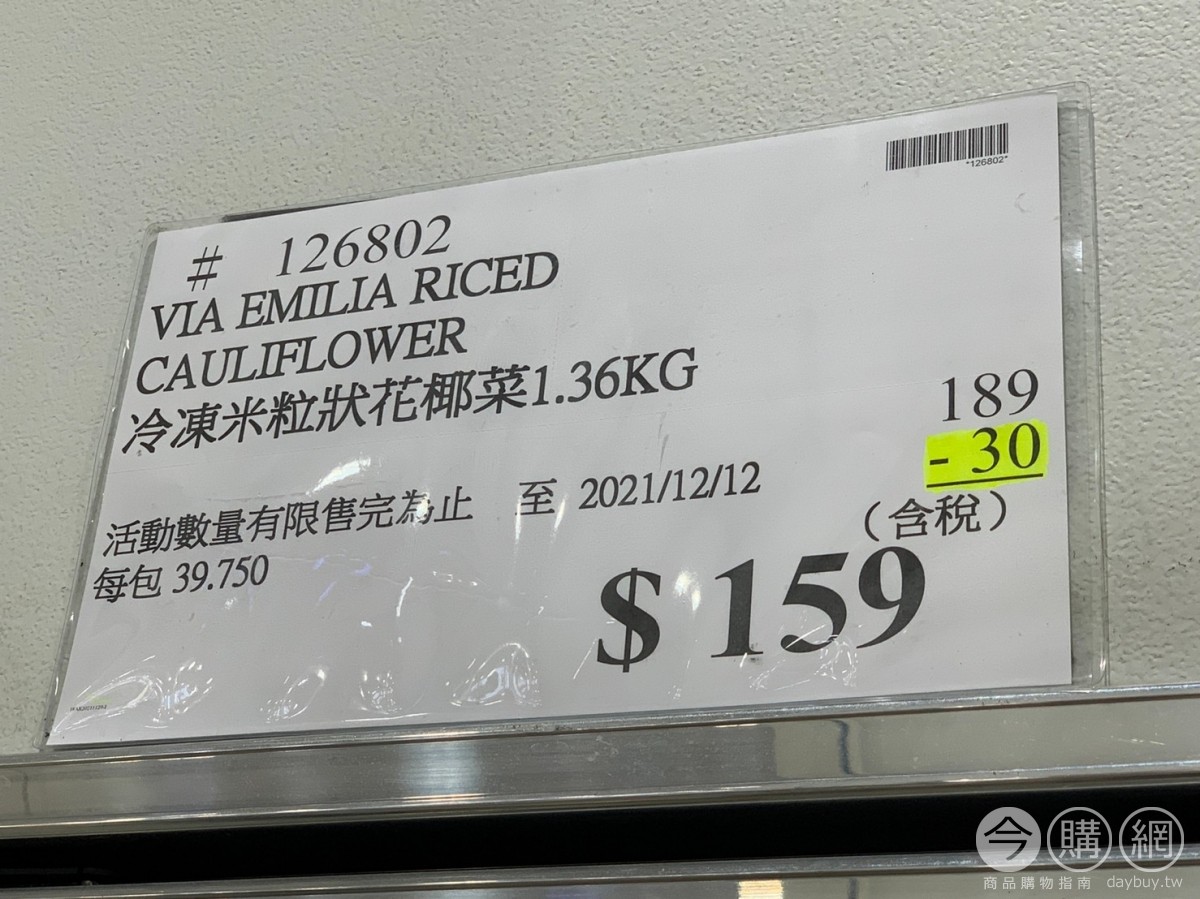 *126802*
# 126802
VIA EMILIA RICED
CAULIFLOWER
冷凍米粒狀花椰菜1.36KG
189
- 30
活動數量有限售完為止 至 2021/12/12
(含稅)
每包 39.750
$ 159
今購網
商品購物指南 daybuy.tw